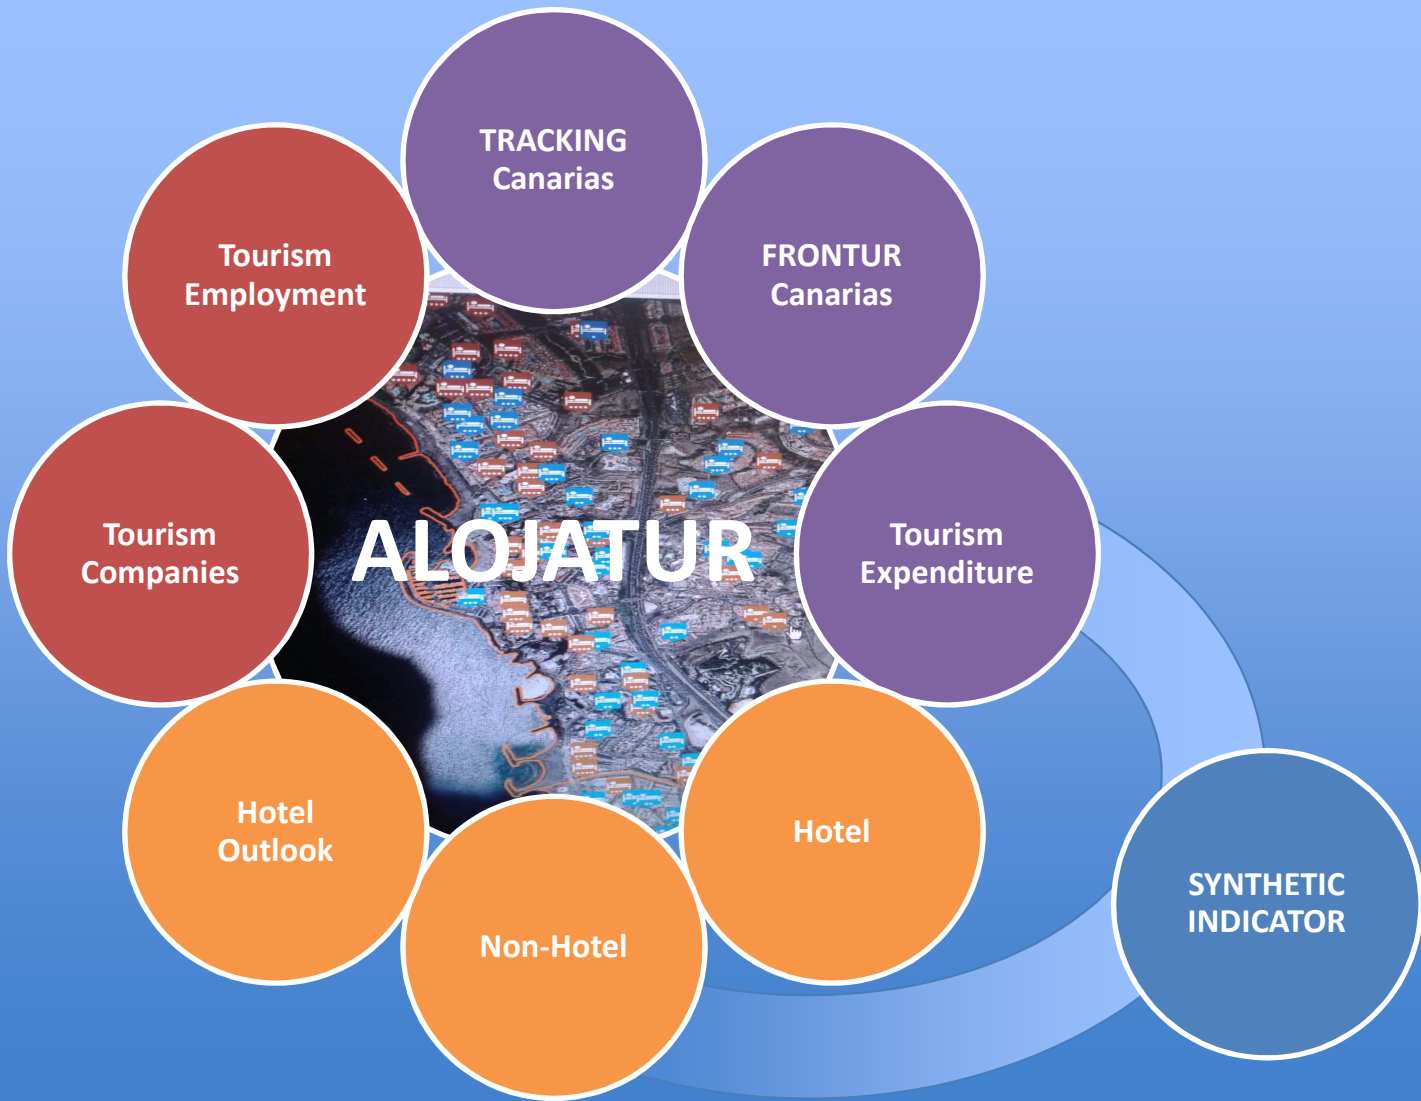 TRACKING
Canarias
FRONTUR
Canarias
Tourism
Expenditure
Hotel
Non-Hotel
Hotel
Outlook
Tourism
Companies
Tourism
Employment
ALOJATUR
SYNTHETIC
INDICATOR